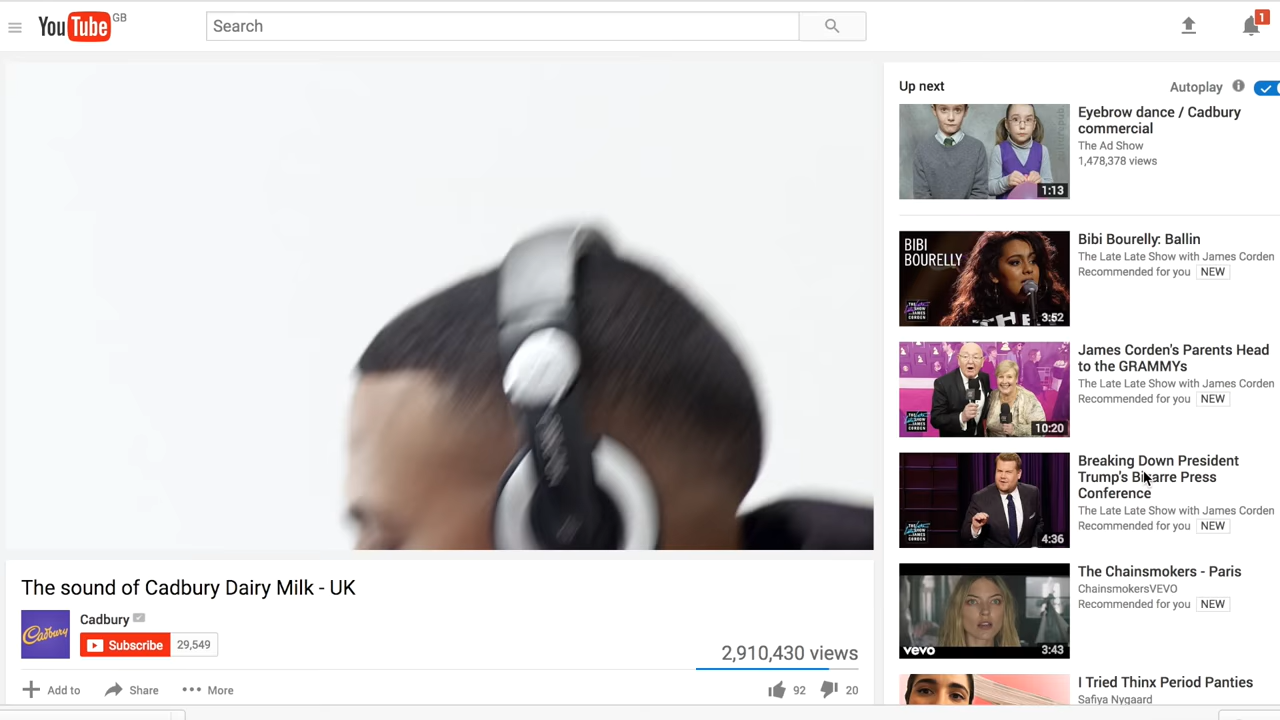 YouTube GB
Search
1
Up next
Autoplay
Eyebrow dance / Cadbury
commercial
The Ad Show
1,478,378 views
1:13
BIBI
BOURELLY
3:52
Bibi Bourelly: Ballin
The Late Late Show with James Corden
Recommended for you NEW
James Corden's Parents Head
to the GRAMMYs
The Late Late Show with James Corden
Recommended for you NEW
10:20
Breaking Down President
Trump's Bizarre Press
Conference
The Late Late Show with James Corden
Recommended for you NEW
4:36
The Chainsmokers - Paris
ChainsmokersVEVO
Recommended for you NEW
vevo
3:43
I Tried Thinx Period Panties
Safiya Nygaard
The sound of Cadbury Dairy Milk - UK
Cadbury
Cadbury
Subscribe 29,549
2,910,430 views
Add to Share More
92 20